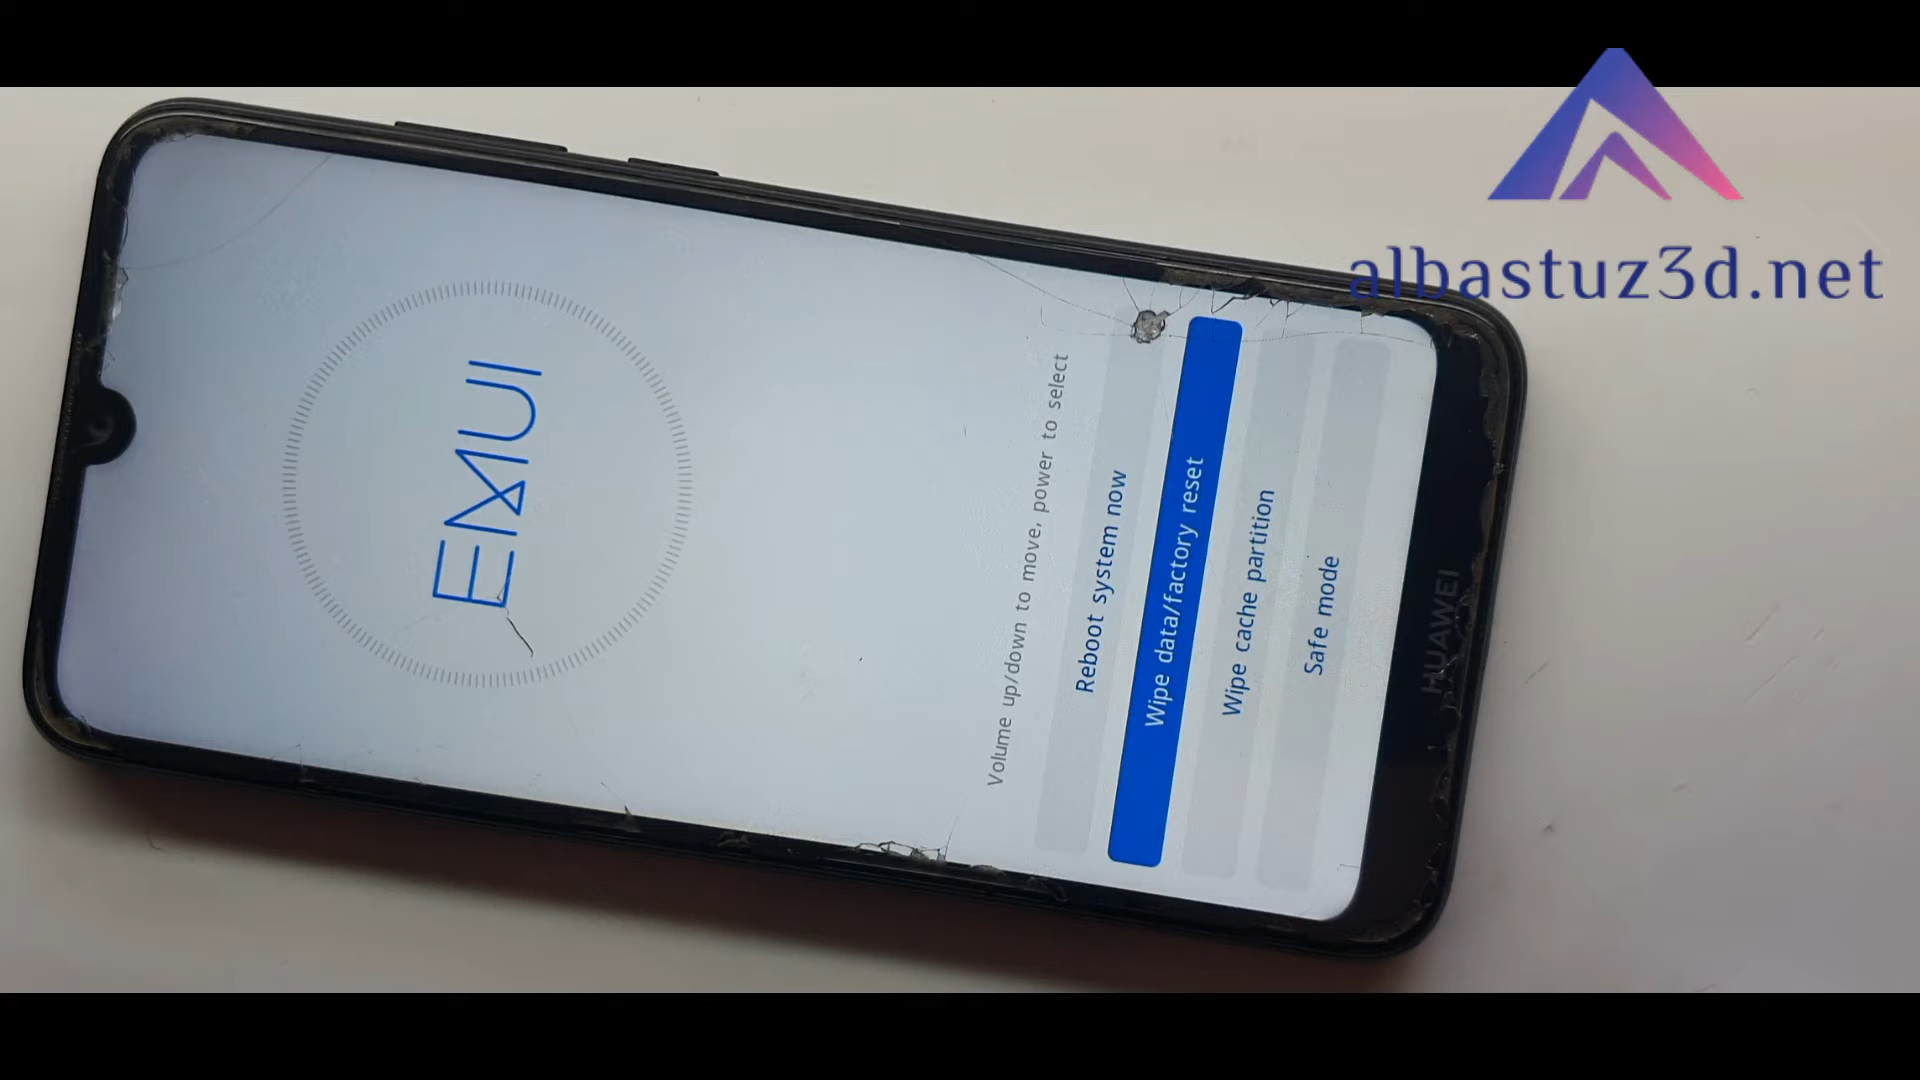 albastuz3d.net
EMUI
Volume up/down to move, power to select
Reboot system now
Wipe data/factory reset
Wipe cache partition
Safe mode
HUAWEI